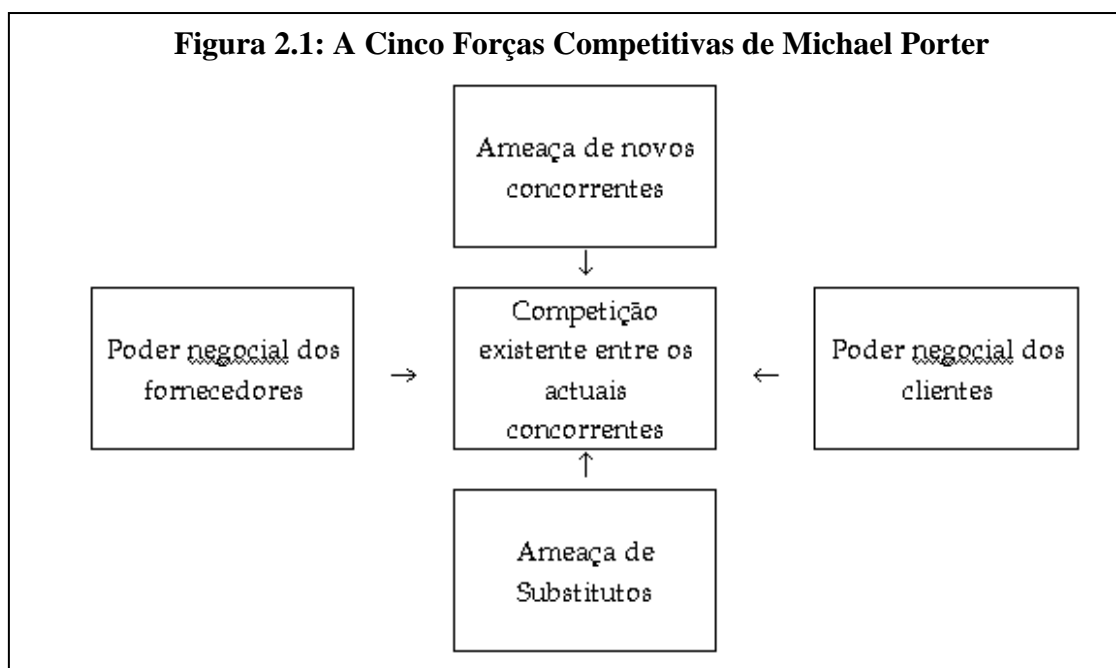 Figura 2.1: A Cinco Forças Competitivas de Michael Porter
Ameaça de novos
concorrentes
↓
Poder negocial dos
fornecedores
→
Competição
existente entre os
actuais
concorrentes
←
Poder negocial dos
clientes
↑
Ameaça de
Substitutos